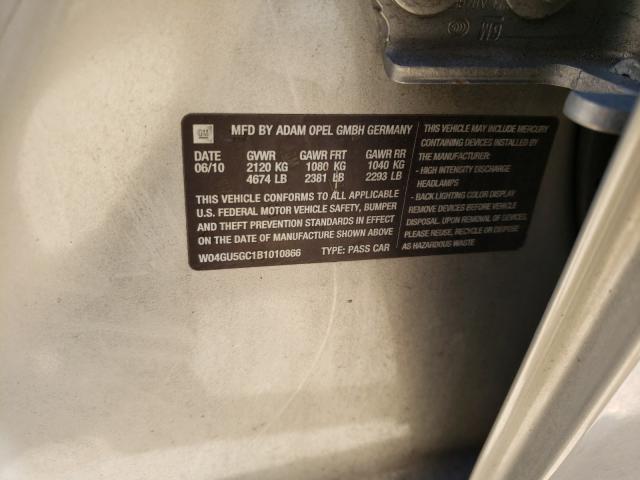 GM
GM
MFD BY ADAM OPEL GMBH GERMANY
DATE GVWR GAWR FRT GAWR RR
06/10 2120 KG 1080 KG 1040 KG
4674 LB 2381 LB 2293 LB
THIS VEHICLE CONFORMS TO ALL APPLICABLE
U.S. FEDERAL MOTOR VEHICLE SAFETY, BUMPER
AND THEFT PREVENTION STANDARDS IN EFFECT
ON THE DATE OF MANUFACTURE SHOWN ABOVE
W04GU5GC1B1010866 TYPE: PASS CAR
THIS VEHICLE MAY INCLUDE MERCURY
CONTAINING DEVICES INSTALLED BY
THE MANUFACTURER:
- HIGH INTENSITY DISCHARGE
HEADLAMPS
- BACK LIGHTING COLOR DISPLAY
REMOVE DEVICES BEFORE VEHICLE
DISPOSAL. UPON REMOVAL OF DEVICES,
PLEASE REUSE, RECYCLE OR DISPOSE
AS HAZARDOUS WASTE